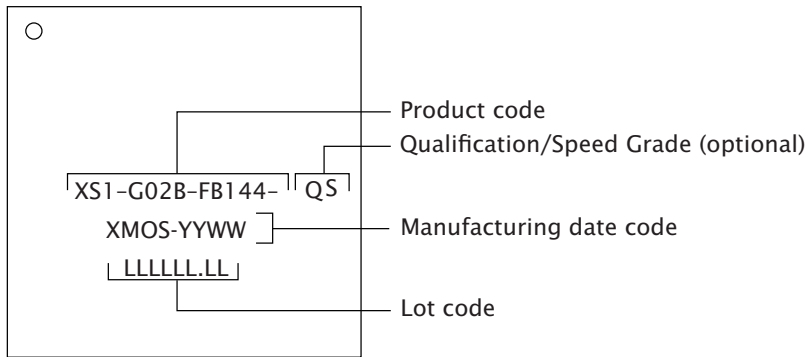 Product code
Qualification/Speed Grade (optional)
XS1-G02B-FB144- QS
XMOS-YYWW
Manufacturing date code
LLLLLL.LL
Lot code